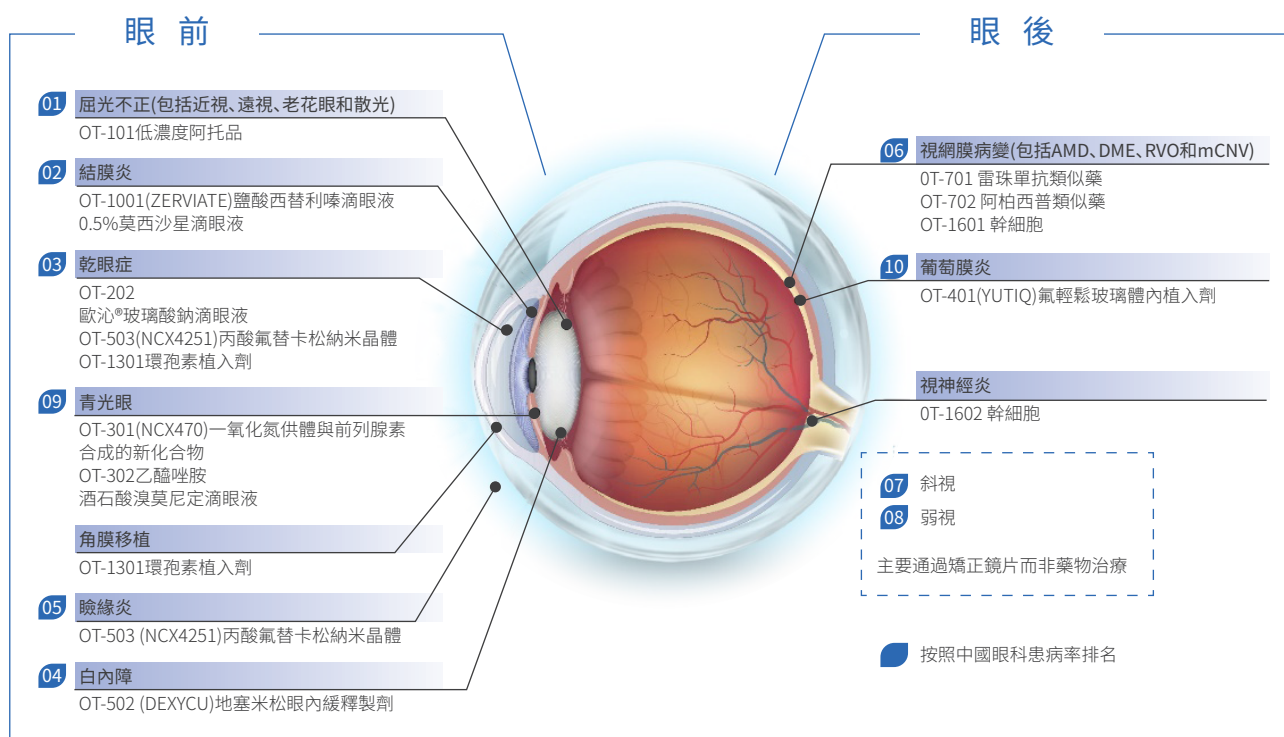 眼 前
01 屈光不正(包括近視、遠視、老花眼和散光)
OT-101低濃度阿托品
02 結膜炎
OT-1001(ZERVIATE)鹽酸西替利嗪滴眼液
0.5%莫西沙星滴眼液
03 乾眼症
OT-202
歐沁®玻璃酸鈉滴眼液
OT-503(NCX4251)丙酸氟替卡松納米晶體
OT-1301環孢素植入劑
09 青光眼
OT-301(NCX470)一氧化氮供體與前列腺素
合成的新化合物
OT-302乙醯唑胺
酒石酸溴莫尼定滴眼液
角膜移植
OT-1301環孢素植入劑
05 瞼緣炎
OT-503 (NCX4251)丙酸氟替卡松納米晶體
04 白內障
OT-502 (DEXYCU)地塞米松眼內緩釋製劑
眼 後
06 視網膜病變(包括AMD、DME、RVO和mCNV)
0T-701 雷珠單抗類似藥
OT-702 阿柏西普類似藥
OT-1601 幹細胞
10 葡萄膜炎
OT-401(YUTIQ)氟輕鬆玻璃體內植入劑
視神經炎
0T-1602 幹細胞
07 斜視
08 弱視
主要通過矯正鏡片而非藥物治療
按照中國眼科患病率排名